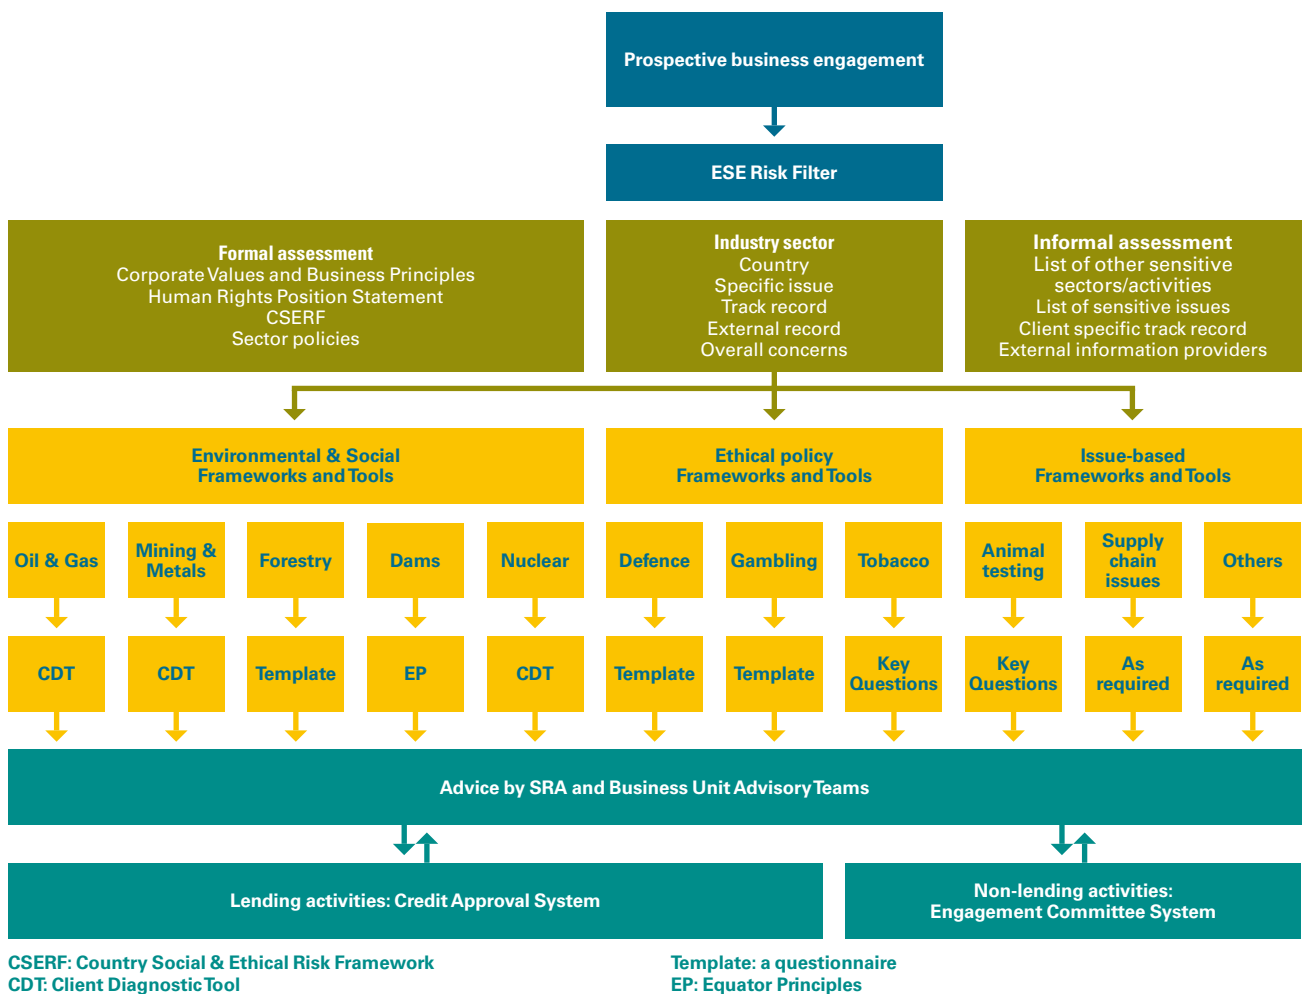 Prospective business engagement
ESE Risk Filter
Formal assessment
Corporate Values and Business Principles
Human Rights Position Statement
CSERF
Sector policies
Industry sector
Country
Specific issue
Track record
External record
Overall concerns
Informal assessment
List of other sensitive
sectors/activities
List of sensitive issues
Client specific track record
External information providers
Environmental & Social
Frameworks and Tools
Ethical policy
Frameworks and Tools
Issue-based
Frameworks and Tools
Oil & Gas
Mining &
Metals
Forestry
Dams
Nuclear
Defence
Gambling
Tobacco
Animal
testing
Supply
chain
issues
Others
CDT
CDT
Template
EP
CDT
Template
Template
Key
Questions
Key
Questions
As
required
As
required
Advice by SRA and Business Unit Advisory Teams
Lending activities: Credit Approval System
Non-lending activities:
Engagement Committee System
CSERF: Country Social & Ethical Risk Framework
CDT: Client Diagnostic Tool
Template: a questionnaire
EP: Equator Principles